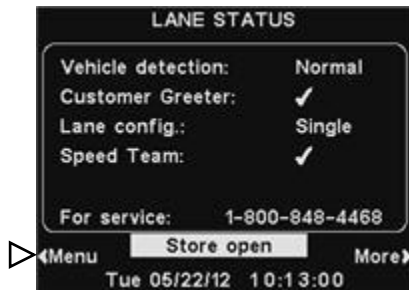 LANE STATUS
Vehicle detection: Normal
Customer Greeter: ✓
Lane config.: Single
Speed Team: ✓
For service: 1-800-848-4468
Store open
Menu More
Tue 05/22/12 10:13:00